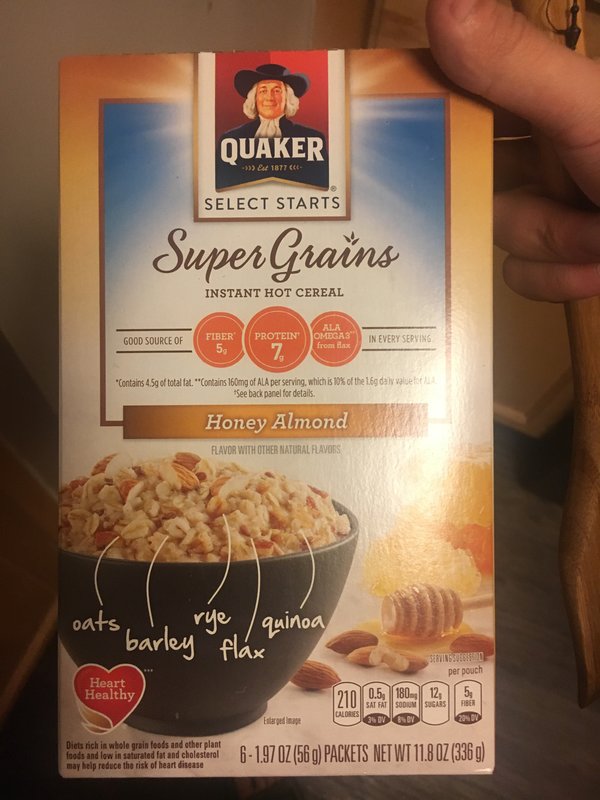 QUAKER
Est 1877
®
SELECT STARTS
Super Grains
INSTANT HOT CEREAL
GOOD SOURCE OF
FIBER*
5g
PROTEIN†
7g
ALA
OMEGA3**
from flax
IN EVERY SERVING
*Contains 4.5g of total fat. **Contains 160mg of ALA per serving, which is 10% of the 1.6g daily value for ALA.
†See back panel for details.
Honey Almond
FLAVOR WITH OTHER NATURAL FLAVORS
oats
barley
rye
flax
quinoa
Heart
Healthy
***
Enlarged Image
SERVING SUGGESTION
per pouch
210
CALORIES
0.5g
SAT FAT
3% DV
180mg
SODIUM
8% DV
12g
SUGARS
5g
FIBER
20% DV
Diets rich in whole grain foods and other plant
foods and low in saturated fat and cholesterol
may help reduce the risk of heart disease
6 - 1.97 OZ (56 g) PACKETS NET WT 11.8 OZ (336 g)